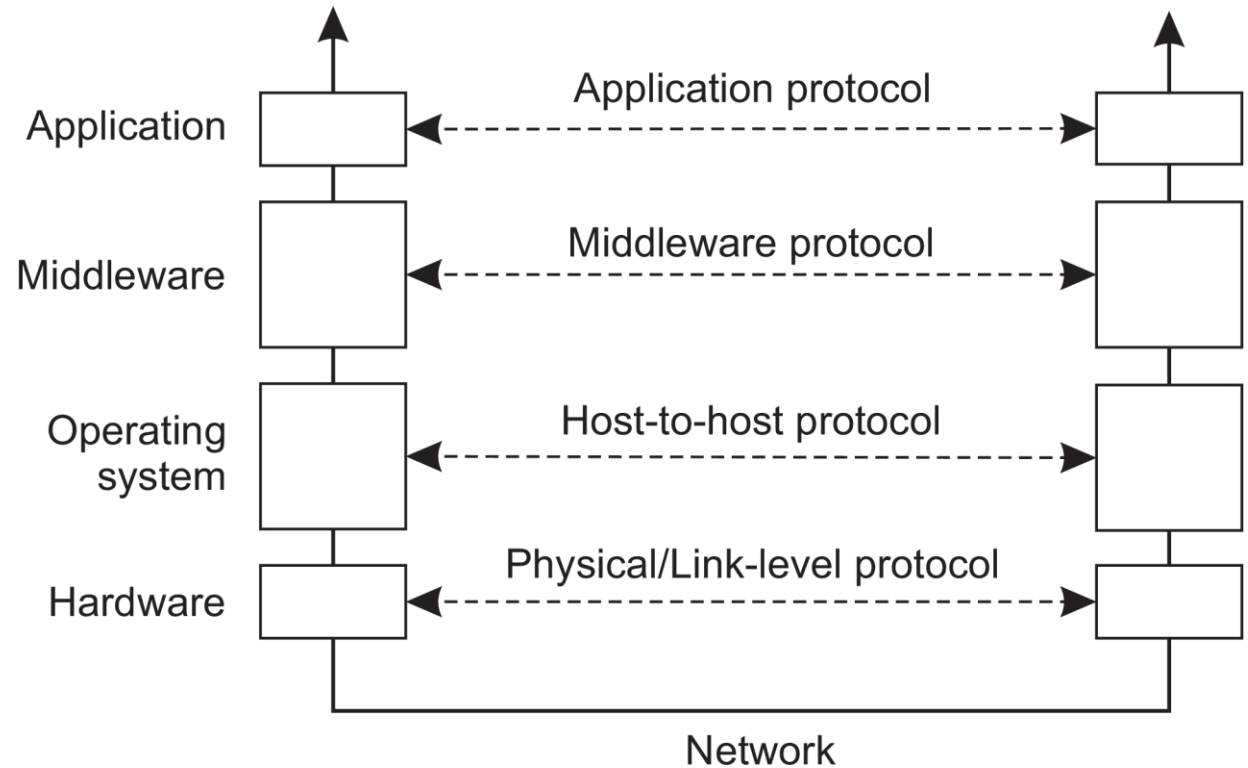 Application
Application protocol
Middleware
Middleware protocol
Operating
system
Host-to-host protocol
Hardware
Physical/Link-level protocol
Network